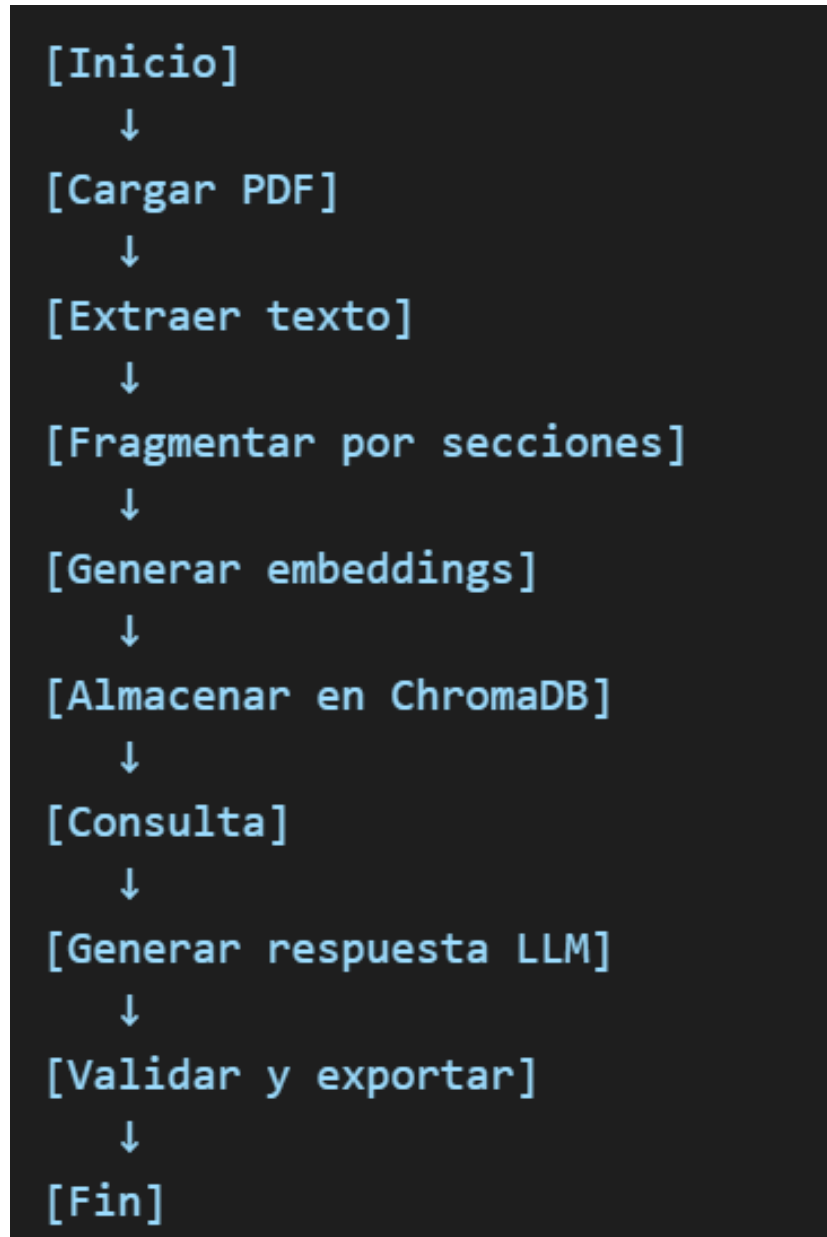 [Inicio]
↓
[Cargar PDF]
↓
[Extraer texto]
↓
[Fragmentar por secciones]
↓
[Generar embeddings]
↓
[Almacenar en ChromaDB]
↓
[Consulta]
↓
[Generar respuesta LLM]
↓
[Validar y exportar]
↓
[Fin]